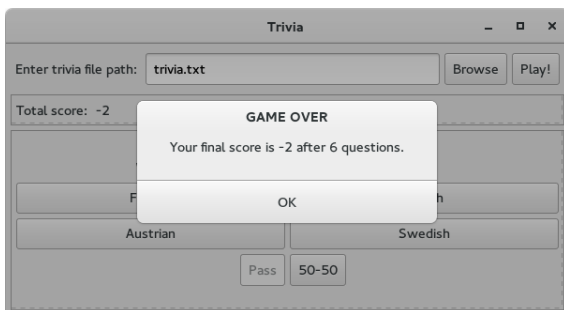 Trivia
Enter trivia file path: trivia.txt Browse Play!
Total score: -2
GAME OVER
Your final score is -2 after 6 questions.
OK
Austrian Swedish
Pass 50-50